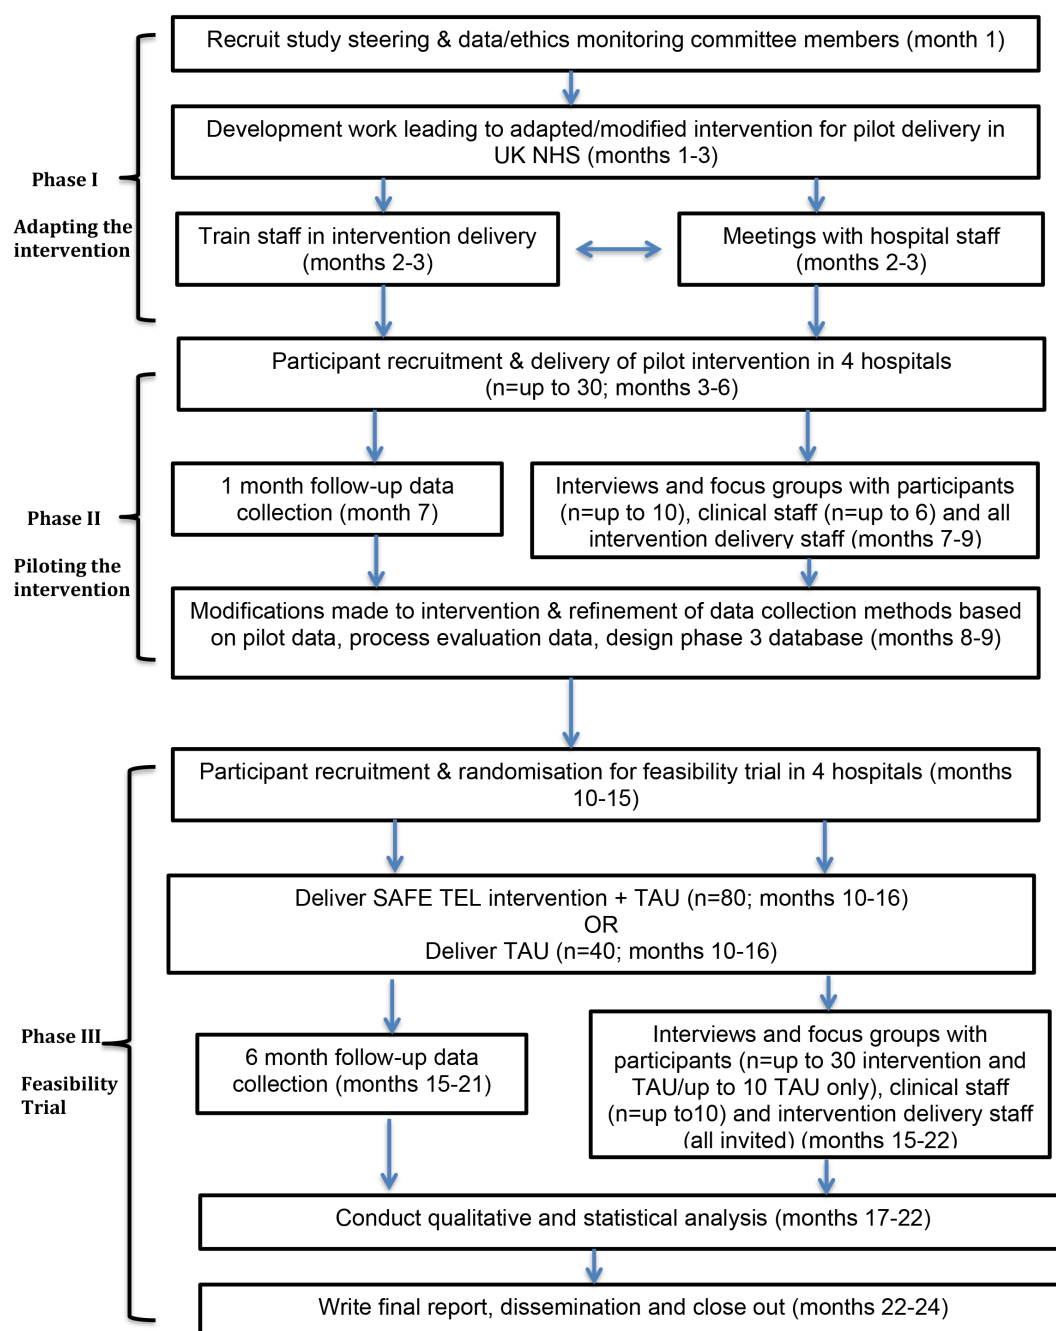 Recruit study steering & data/ethics monitoring committee members (month 1)
Development work leading to adapted/modified intervention for pilot delivery in
UK NHS (months 1-3)
Phase I
Adapting the
intervention
Train staff in intervention delivery
(months 2-3)
Meetings with hospital staff
(months 2-3)
Participant recruitment & delivery of pilot intervention in 4 hospitals
(n=up to 30; months 3-6)
Phase II
Piloting the
intervention
1 month follow-up data
collection (month 7)
Interviews and focus groups with participants
(n=up to 10), clinical staff (n=up to 6) and all
intervention delivery staff (months 7-9)
Modifications made to intervention & refinement of data collection methods based
on pilot data, process evaluation data, design phase 3 database (months 8-9)
Participant recruitment & randomisation for feasibility trial in 4 hospitals (months
10-15)
Deliver SAFE TEL intervention + TAU (n=80; months 10-16)
OR
Deliver TAU (n=40; months 10-16)
Phase III
Feasibility
Trial
6 month follow-up data
collection (months 15-21)
Interviews and focus groups with
participants (n=up to 30 intervention and
TAU/up to 10 TAU only), clinical staff
(n=up to10) and intervention delivery staff
(all invited) (months 15-22)
Conduct qualitative and statistical analysis (months 17-22)
Write final report, dissemination and close out (months 22-24)